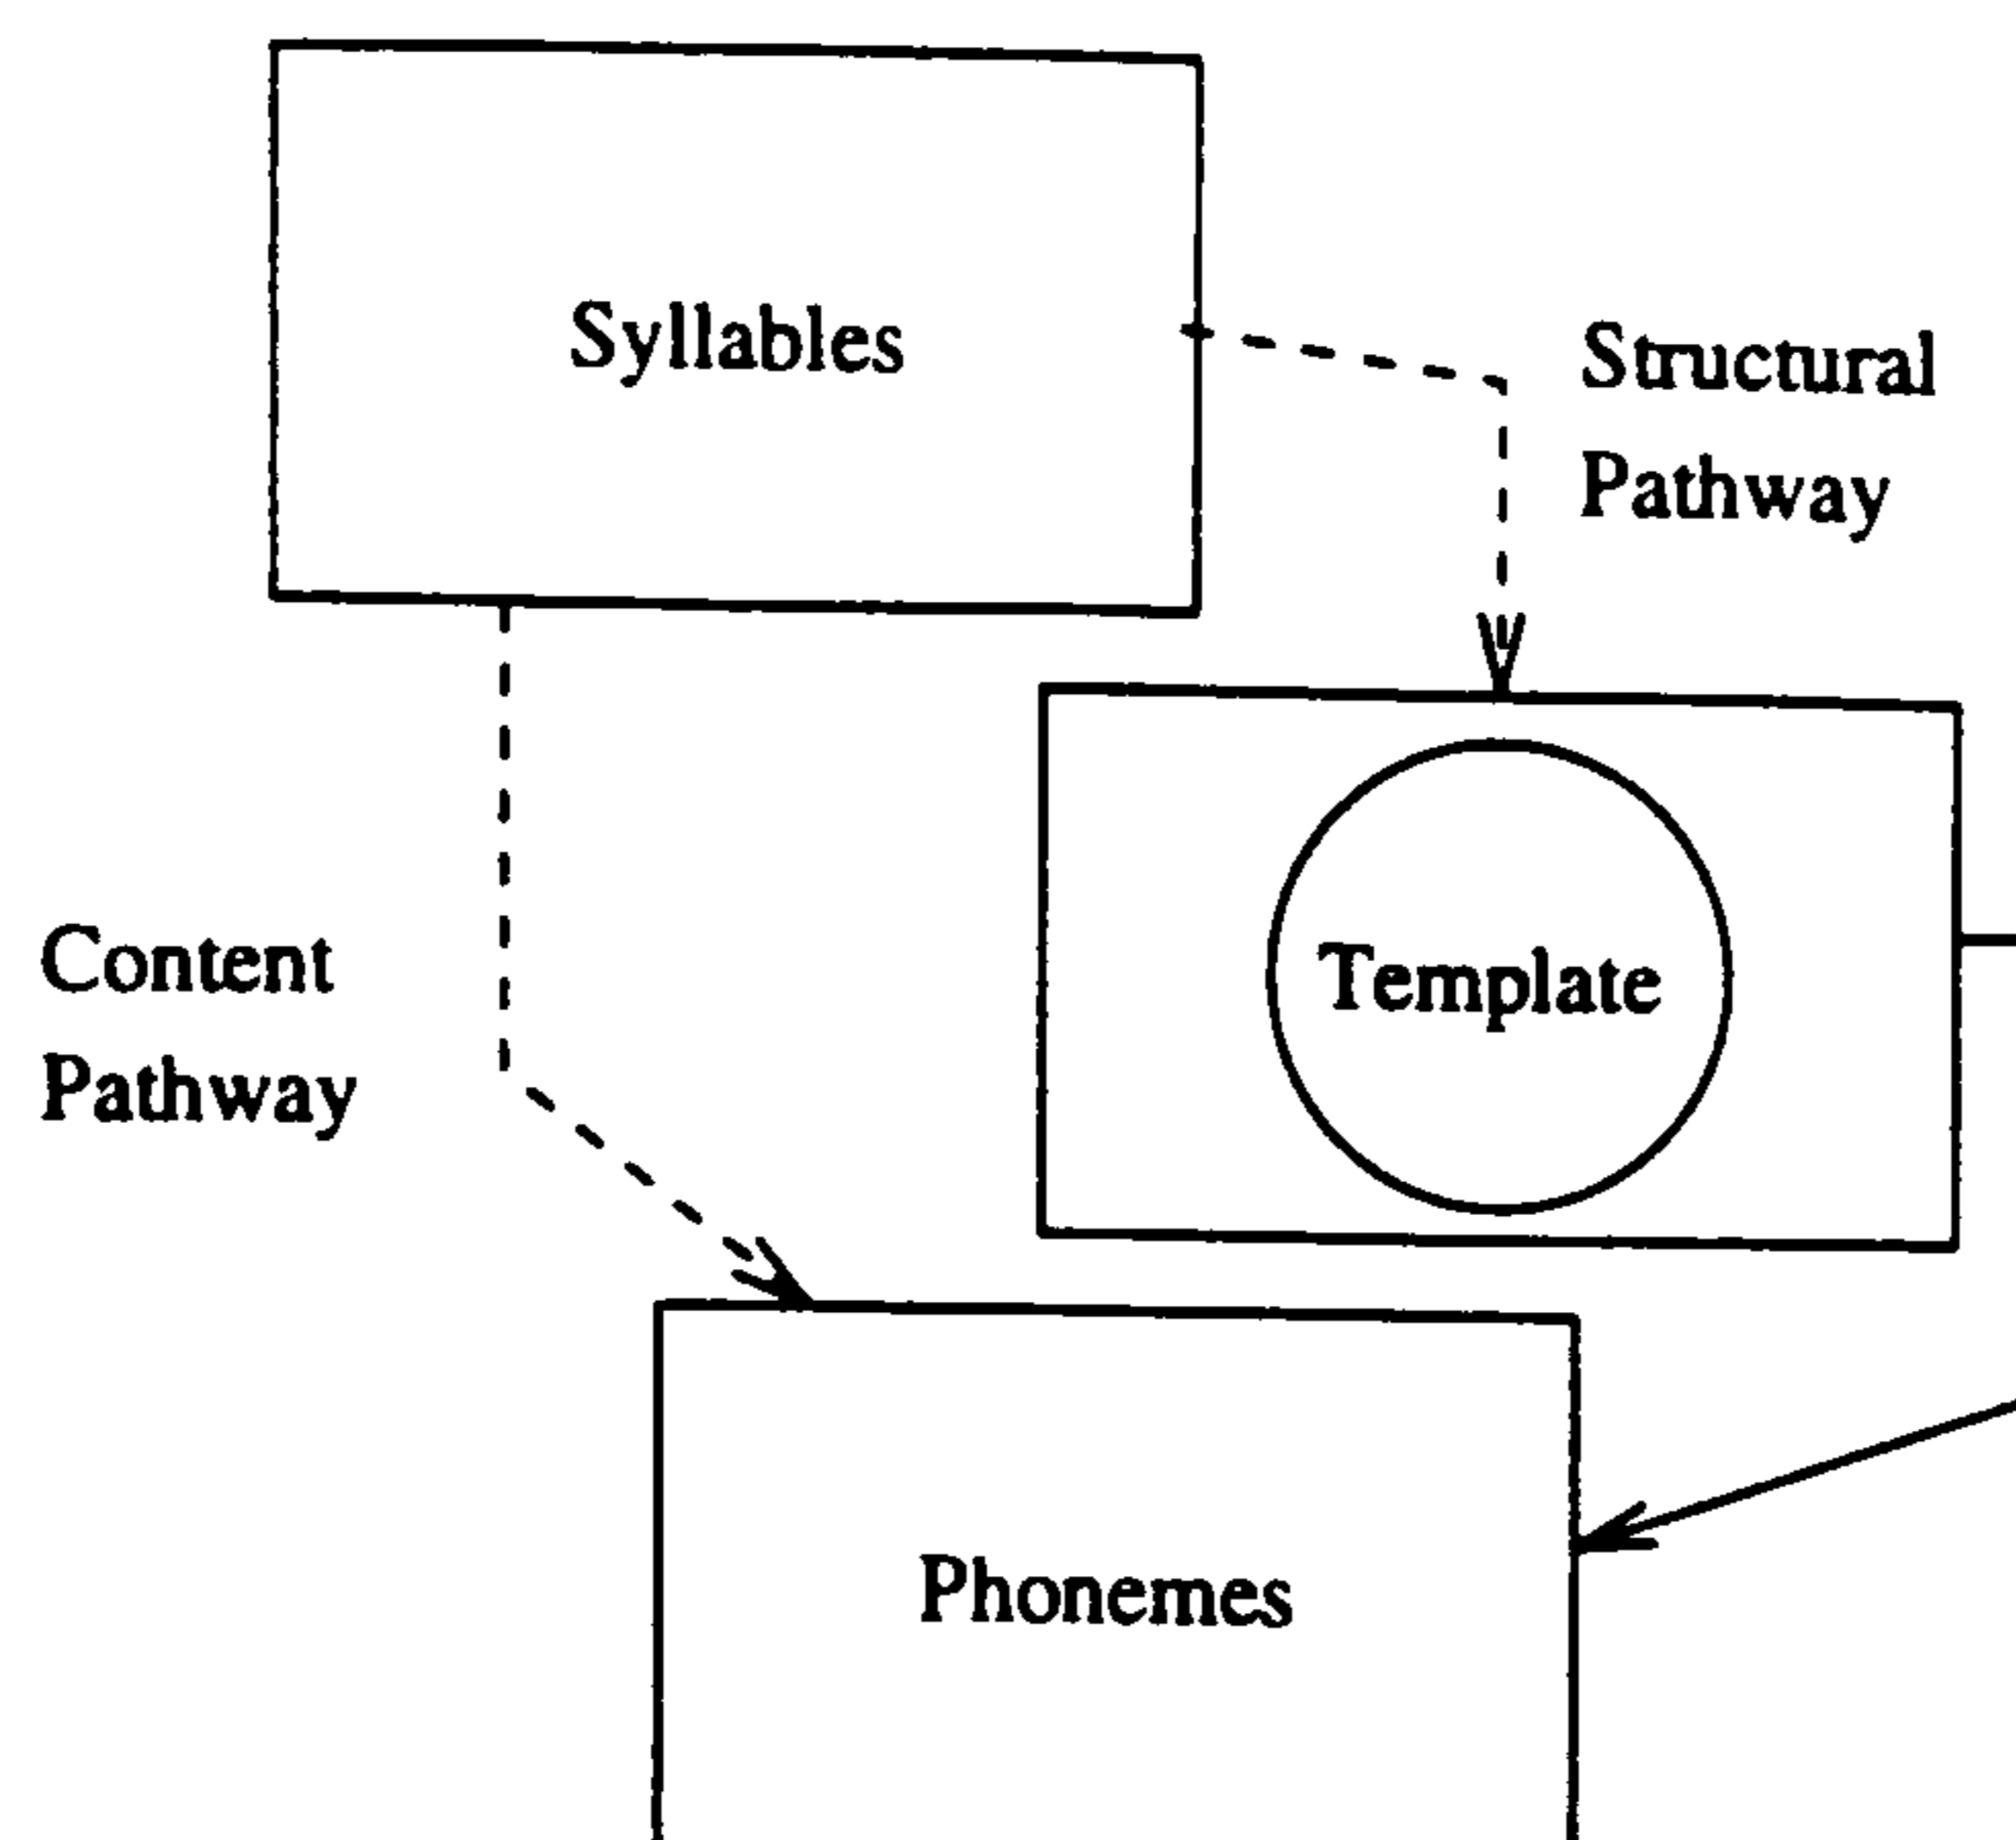 Syllables
Structural
Pathway
Content
Pathway
Template
Phonemes